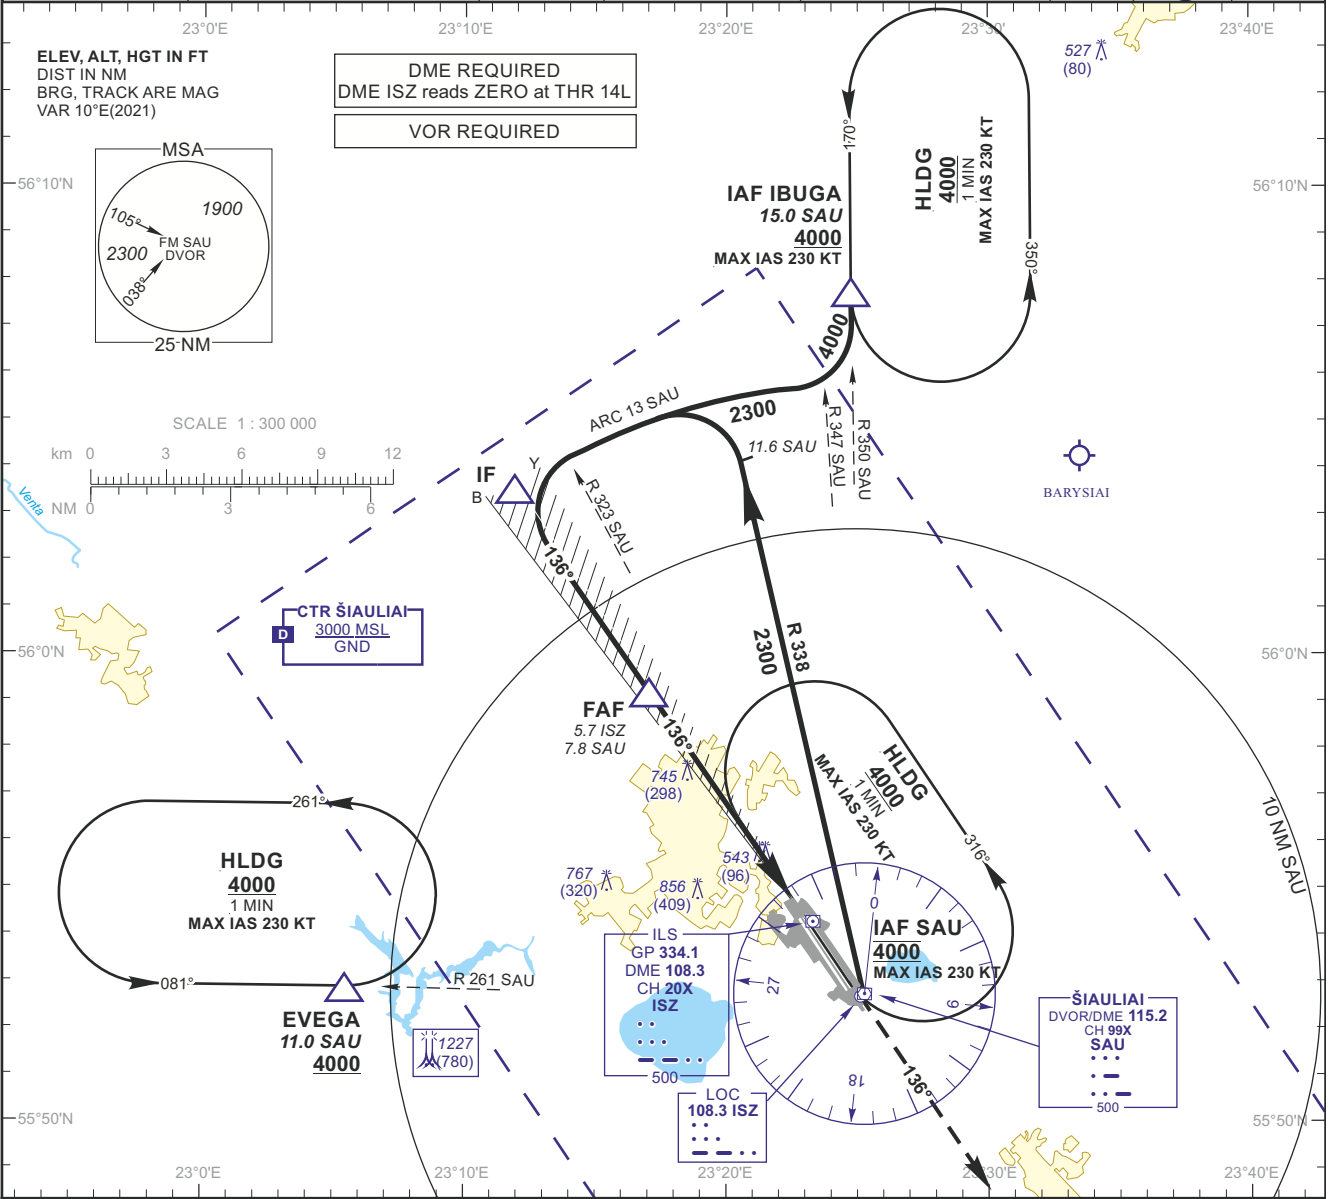 23°0'E
23°10'E
23°20'E
23°30'E
23°40'E
ELEV, ALT, HGT IN FT
DIST IN NM
BRG, TRACK ARE MAG
VAR 10°E(2021)
DME REQUIRED
DME ISZ reads ZERO at THR 14L
VOR REQUIRED
527
(80)
MSA
105°
1900
FM SAU
DVOR
2300
038°
25 NM
56°10'N
56°10'N
170°
HLDG
4000
1 MIN
MAX IAS 230 KT
350°
IAF IBUGA
15.0 SAU
4000
MAX IAS 230 KT
4000
SCALE 1 : 300 000
km 0 3 6 9 12
NM 0 3 6
Venta
ARC 13 SAU
2300
11.6 SAU
R 347 SAU
R 350 SAU
R 323 SAU
IF
Y
B
BARYSIAI
136°
CTR ŠIAULIAI
D
3000 MSL
GND
56°0'N
56°0'N
R 338
2300
FAF
5.7 ISZ
7.8 SAU
136°
745
(298)
HLDG
4000
1 MIN
MAX IAS 230 KT
316°
10 NM SAU
261°
HLDG
4000
1 MIN
MAX IAS 230 KT
081°
543
(96)
767
(320)
856
(409)
0
9
18
27
IAF SAU
4000
MAX IAS 230 KT
ILS
GP 334.1
DME 108.3
CH 20X
ISZ
500
R 261 SAU
EVEGA
11.0 SAU
4000
1227
(780)
LOC
108.3 ISZ
ŠIAULIAI
DVOR/DME 115.2
CH 99X
SAU
500
136°
55°50'N
55°50'N
23°0'E
23°10'E
23°20'E
23°30'E
23°40'E